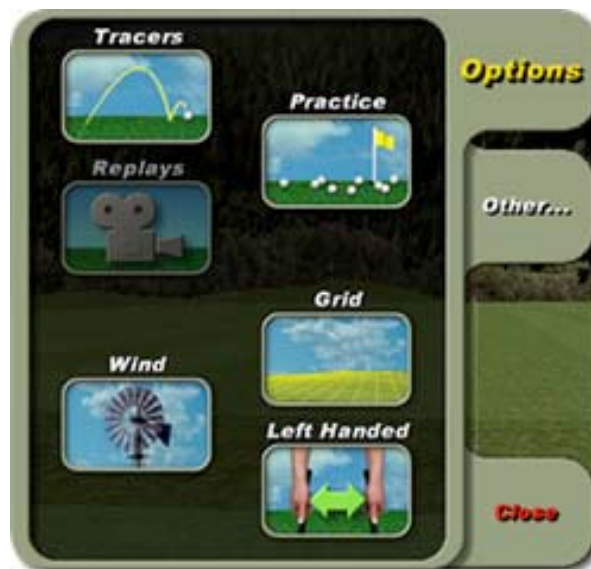 Tracers
Practice
Replays
Grid
Wind
Left Handed
Options
Other...
Close